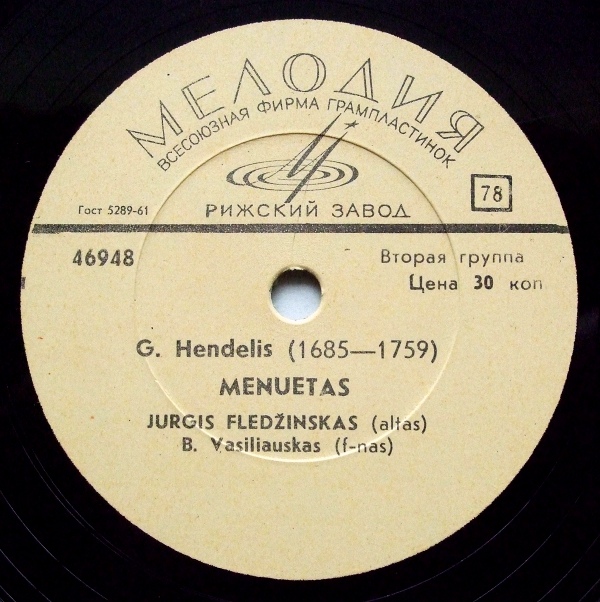 МЕЛОДИЯ
ВСЕСОЮЗНАЯ ФИРМА ГРАМПЛАСТИНОК
Гост 5289-61
РИЖСКИЙ ЗАВОД
78
46948
Вторая группа
Цена 30 коп
G. Hendelis (1685—1759)
MENUETAS
JURGIS FLEDŽINSKAS (altas)
B. Vasiliauskas (f-nas)